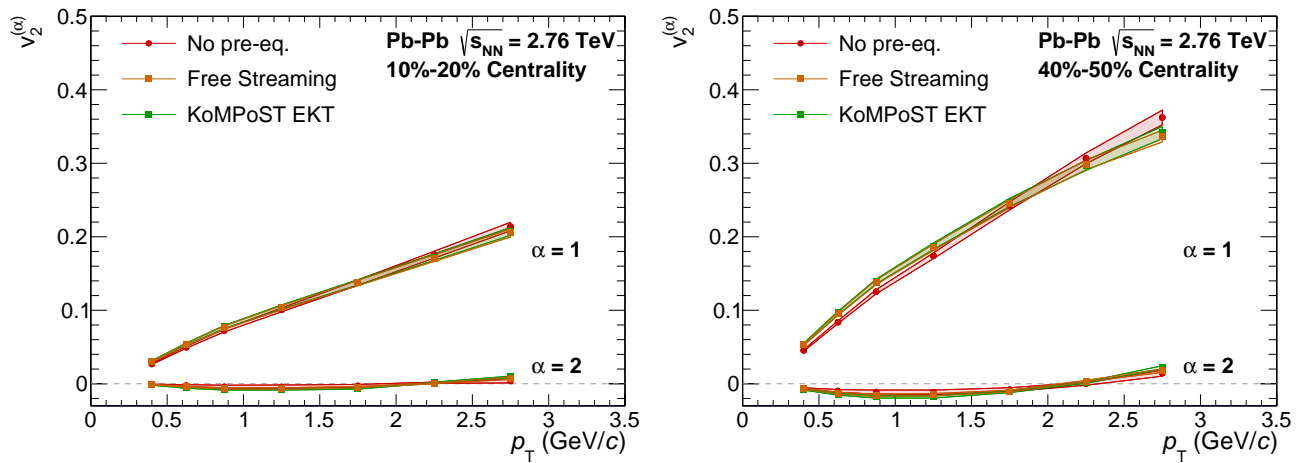 v₂^(α)
0.5
0.4
0.3
0.2
0.1
0
No pre-eq.
Free Streaming
KoMPoST EKT
Pb-Pb √s_NN = 2.76 TeV
10%-20% Centrality
α = 1
α = 2
0 0.5 1 1.5 2 2.5 3 3.5
p_T (GeV/c)
v₂^(α)
0.5
0.4
0.3
0.2
0.1
0
No pre-eq.
Free Streaming
KoMPoST EKT
Pb-Pb √s_NN = 2.76 TeV
40%-50% Centrality
α = 1
α = 2
0 0.5 1 1.5 2 2.5 3 3.5
p_T (GeV/c)